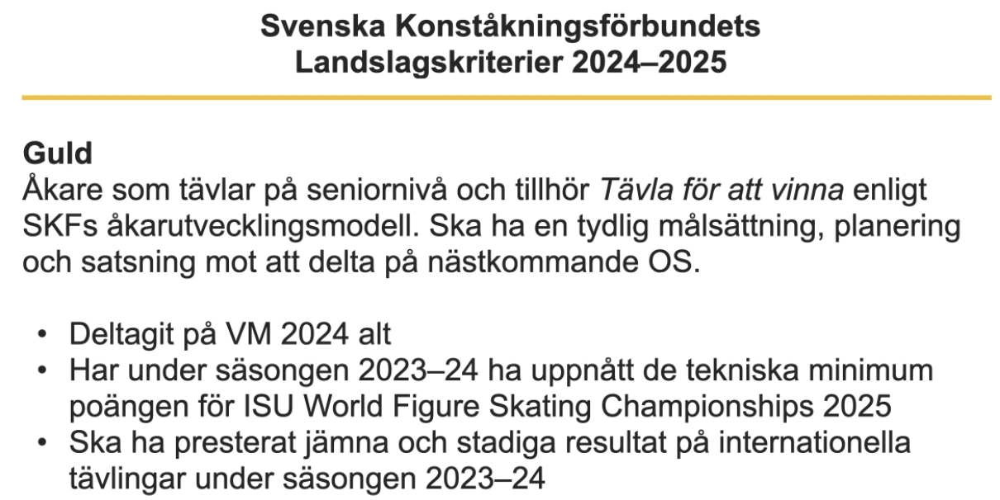 Svenska Konståkningsförbundets
Landslagskriterier 2024–2025
Guld
Åkare som tävlar på seniornivå och tillhör Tävla för att vinna enligt
SKFs åkarutvecklingsmodell. Ska ha en tydlig målsättning, planering
och satsning mot att delta på nästkommande OS.
• Deltagit på VM 2024 alt
• Har under säsongen 2023–24 ha uppnått de tekniska minimum
poängen för ISU World Figure Skating Championships 2025
• Ska ha presterat jämna och stadiga resultat på internationella
tävlingar under säsongen 2023–24